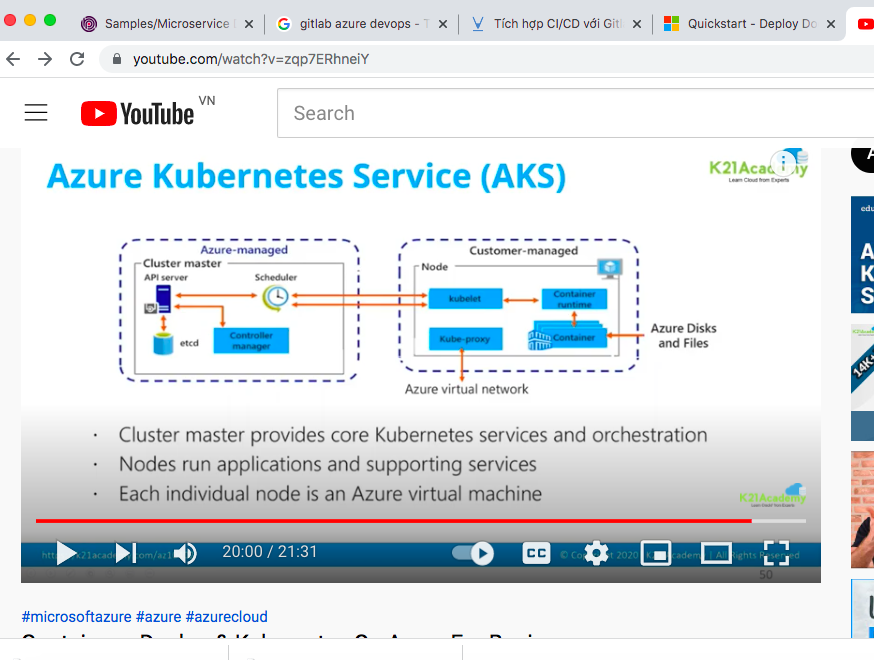 Samples/Microservice
gitlab azure devops - T
Tích hợp CI/CD với Git
Quickstart - Deploy Do
youtube.com/watch?v=zqp7ERhneiY
YouTube VN
Search
Azure Kubernetes Service (AKS)
K21Academy
Learn Cloud from Experts
Azure-managed
Customer-managed
Cluster master
Node
API server
Scheduler
kubelet
Container
runtime
etcd
Controller
manager
Kube-proxy
Container
Azure Disks
and Files
Azure virtual network
· Cluster master provides core Kubernetes services and orchestration
· Nodes run applications and supporting services
· Each individual node is an Azure virtual machine
K21Academy
20:00 / 21:31
CC
© 2020
All Rights Reserved
50
#microsoftazure #azure #azurecloud
edu
A
K
S
14K+